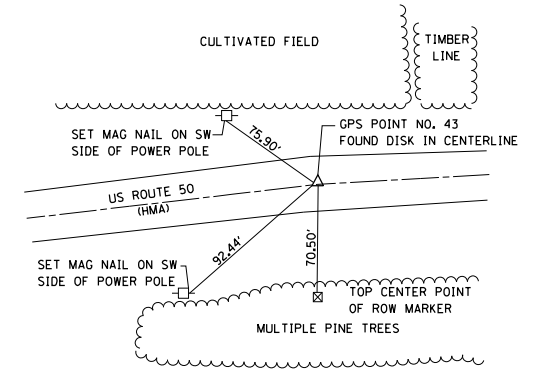 CULTIVATED FIELD
TIMBER
LINE
GPS POINT NO. 43
FOUND DISK IN CENTERLINE
SET MAG NAIL ON SW
SIDE OF POWER POLE
75.90'
US ROUTE 50
(HMA)
92.44'
70.50'
SET MAG NAIL ON SW
SIDE OF POWER POLE
TOP CENTER POINT
OF ROW MARKER
MULTIPLE PINE TREES